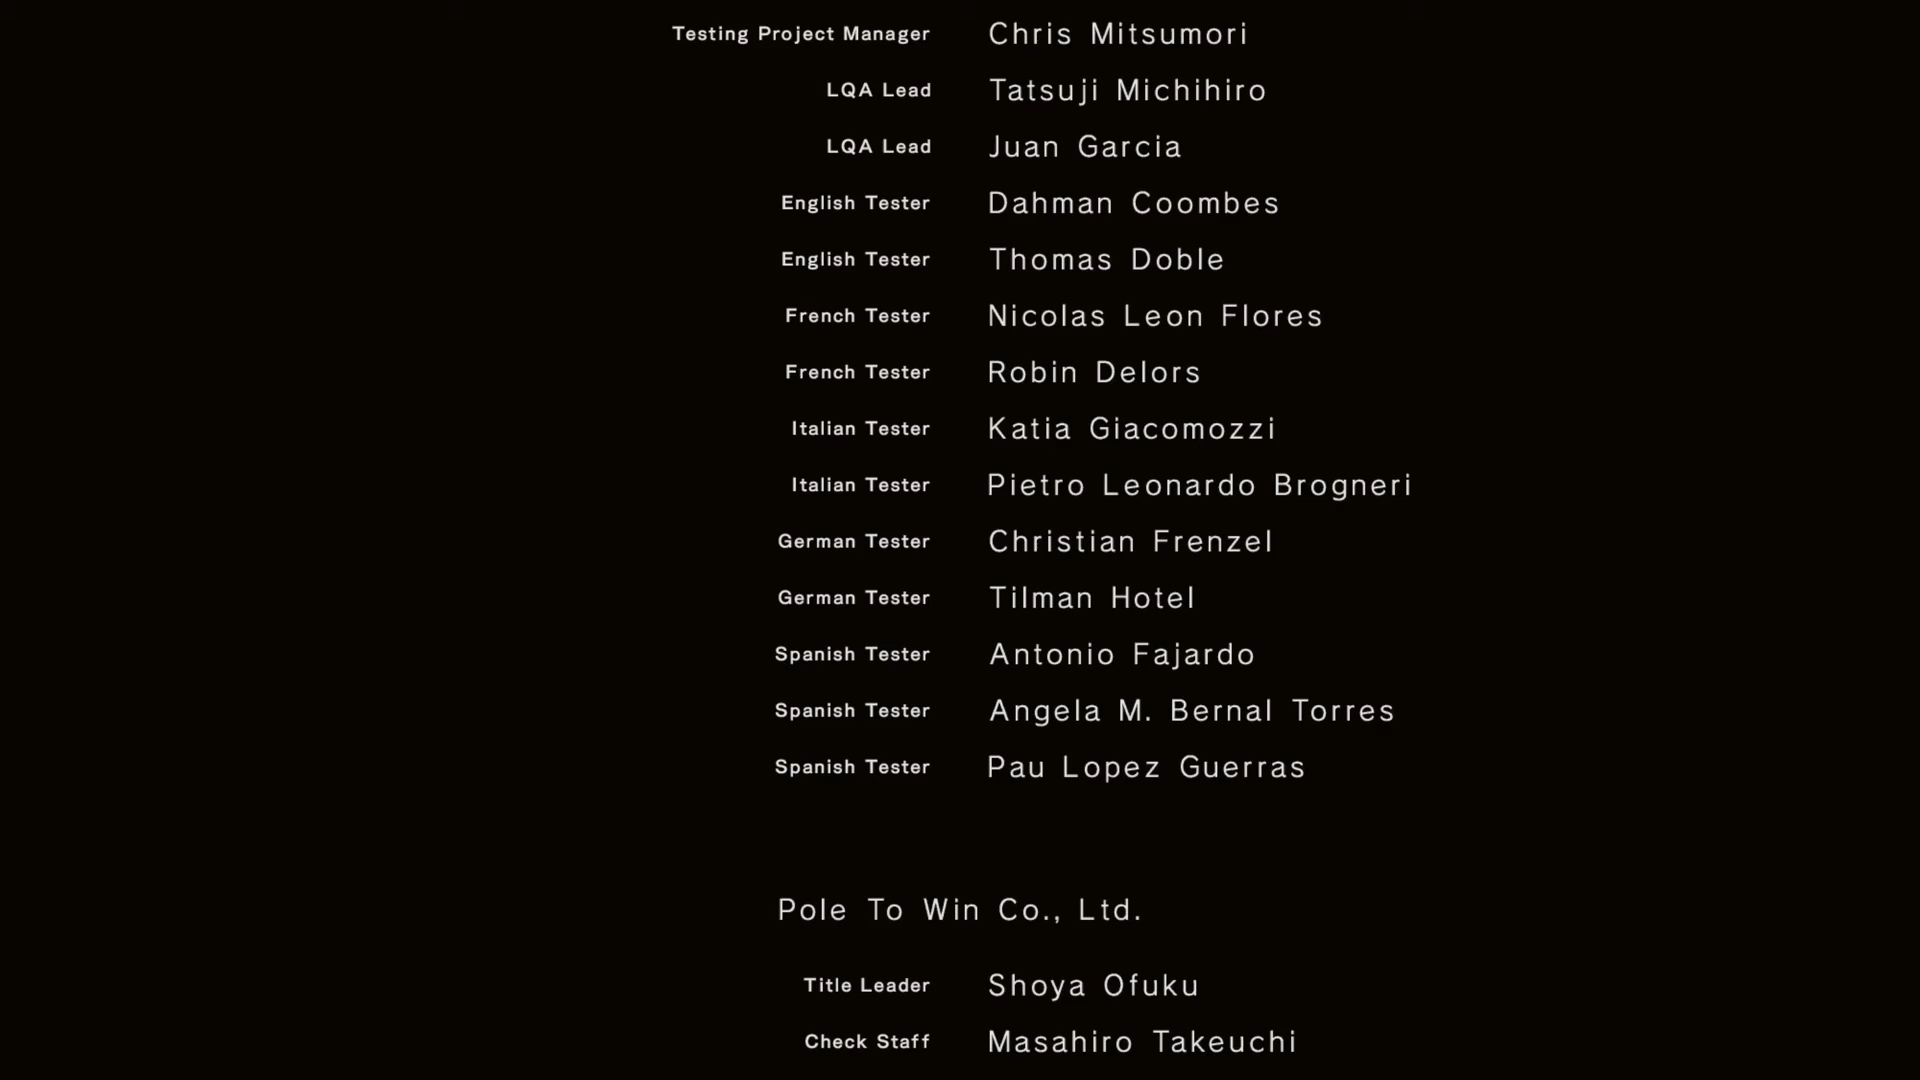 Testing Project Manager Chris Mitsumori
LQA Lead Tatsuji Michihiro
LQA Lead Juan Garcia
English Tester Dahman Coombes
English Tester Thomas Doble
French Tester Nicolas Leon Flores
French Tester Robin Delors
Italian Tester Katia Giacomozzi
Italian Tester Pietro Leonardo Brogneri
German Tester Christian Frenzel
German Tester Tilman Hotel
Spanish Tester Antonio Fajardo
Spanish Tester Angela M. Bernal Torres
Spanish Tester Pau Lopez Guerras
Pole To Win Co., Ltd.
Title Leader Shoya Ofuku
Check Staff Masahiro Takeuchi